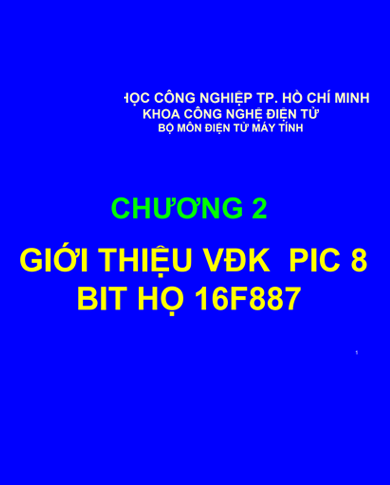 HỌC CÔNG NGHIỆP TP. HỒ CHÍ MINH
KHOA CÔNG NGHỆ ĐIỆN TỬ
BỘ MÔN ĐIỆN TỬ MÁY TÍNH
CHƯƠNG 2
GIỚI THIỆU VĐK PIC 8
BIT HỌ 16F887
1